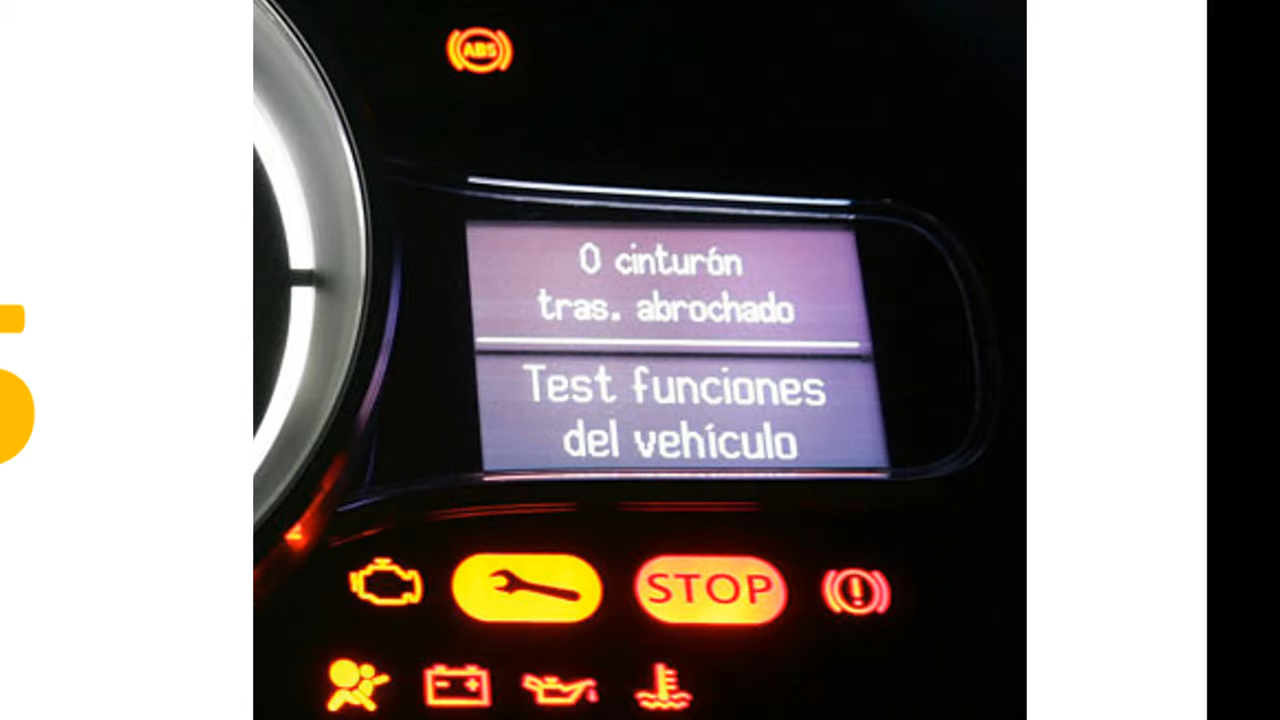 ABS
0 cinturón
tras. abrochado
Test funciones
del vehículo
STOP